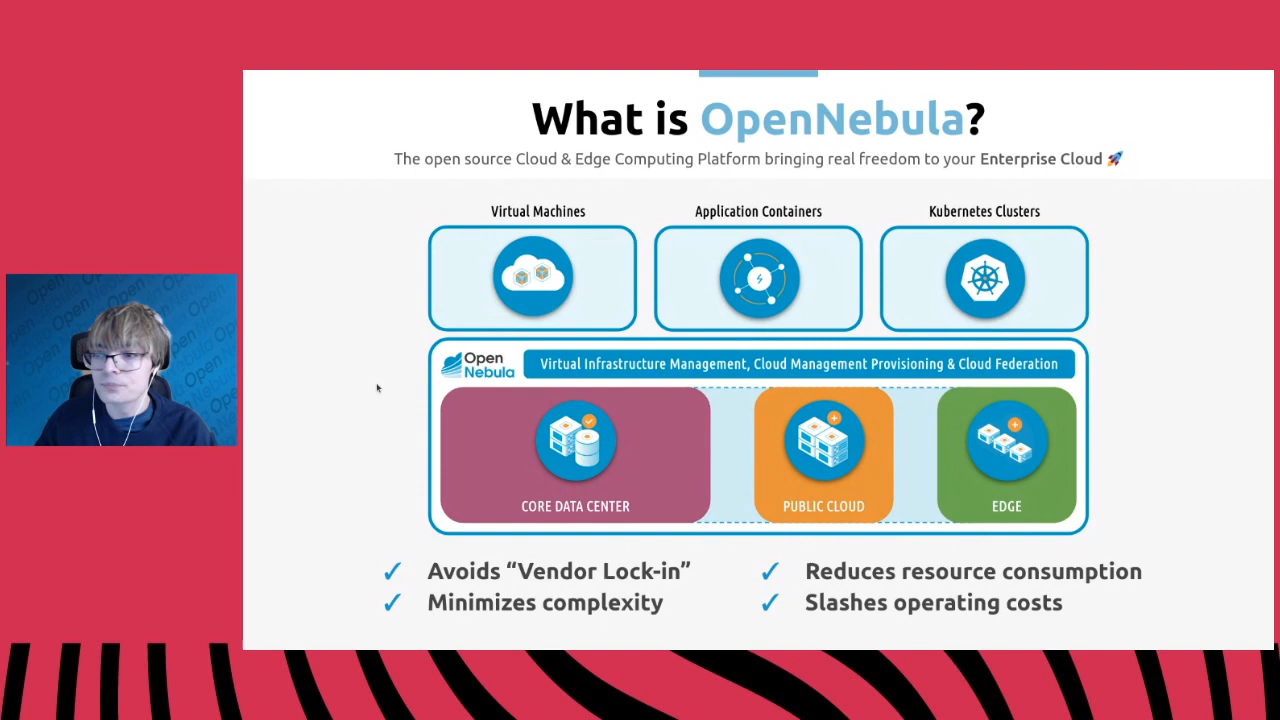 What is OpenNebula?
The open source Cloud & Edge Computing Platform bringing real freedom to your Enterprise Cloud 🚀
Virtual Machines
Application Containers
Kubernetes Clusters
Open
Nebula
Virtual Infrastructure Management, Cloud Management Provisioning & Cloud Federation
CORE DATA CENTER
PUBLIC CLOUD
EDGE
✓ Avoids “Vendor Lock-in”
✓ Minimizes complexity
✓ Reduces resource consumption
✓ Slashes operating costs